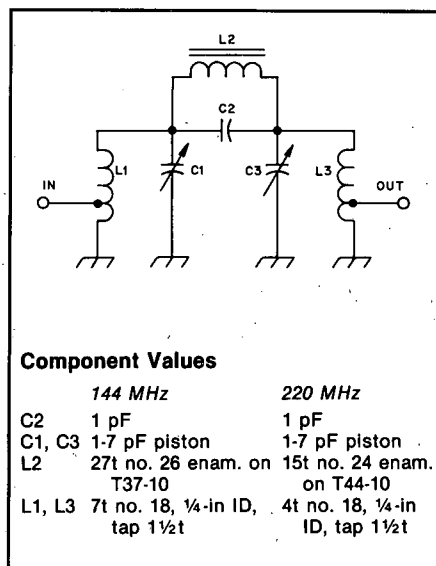 L2
C2
L1
C1
C3
L3
IN
OUT
Component Values
144 MHz 220 MHz
C2 1 pF 1 pF
C1, C3 1-7 pF piston 1-7 pF piston
L2 27t no. 26 enam. on 15t no. 24 enam.
T37-10 on T44-10
L1, L3 7t no. 18, ¼-in ID, 4t no. 18, ¼-in
tap 1½t ID, tap 1½t